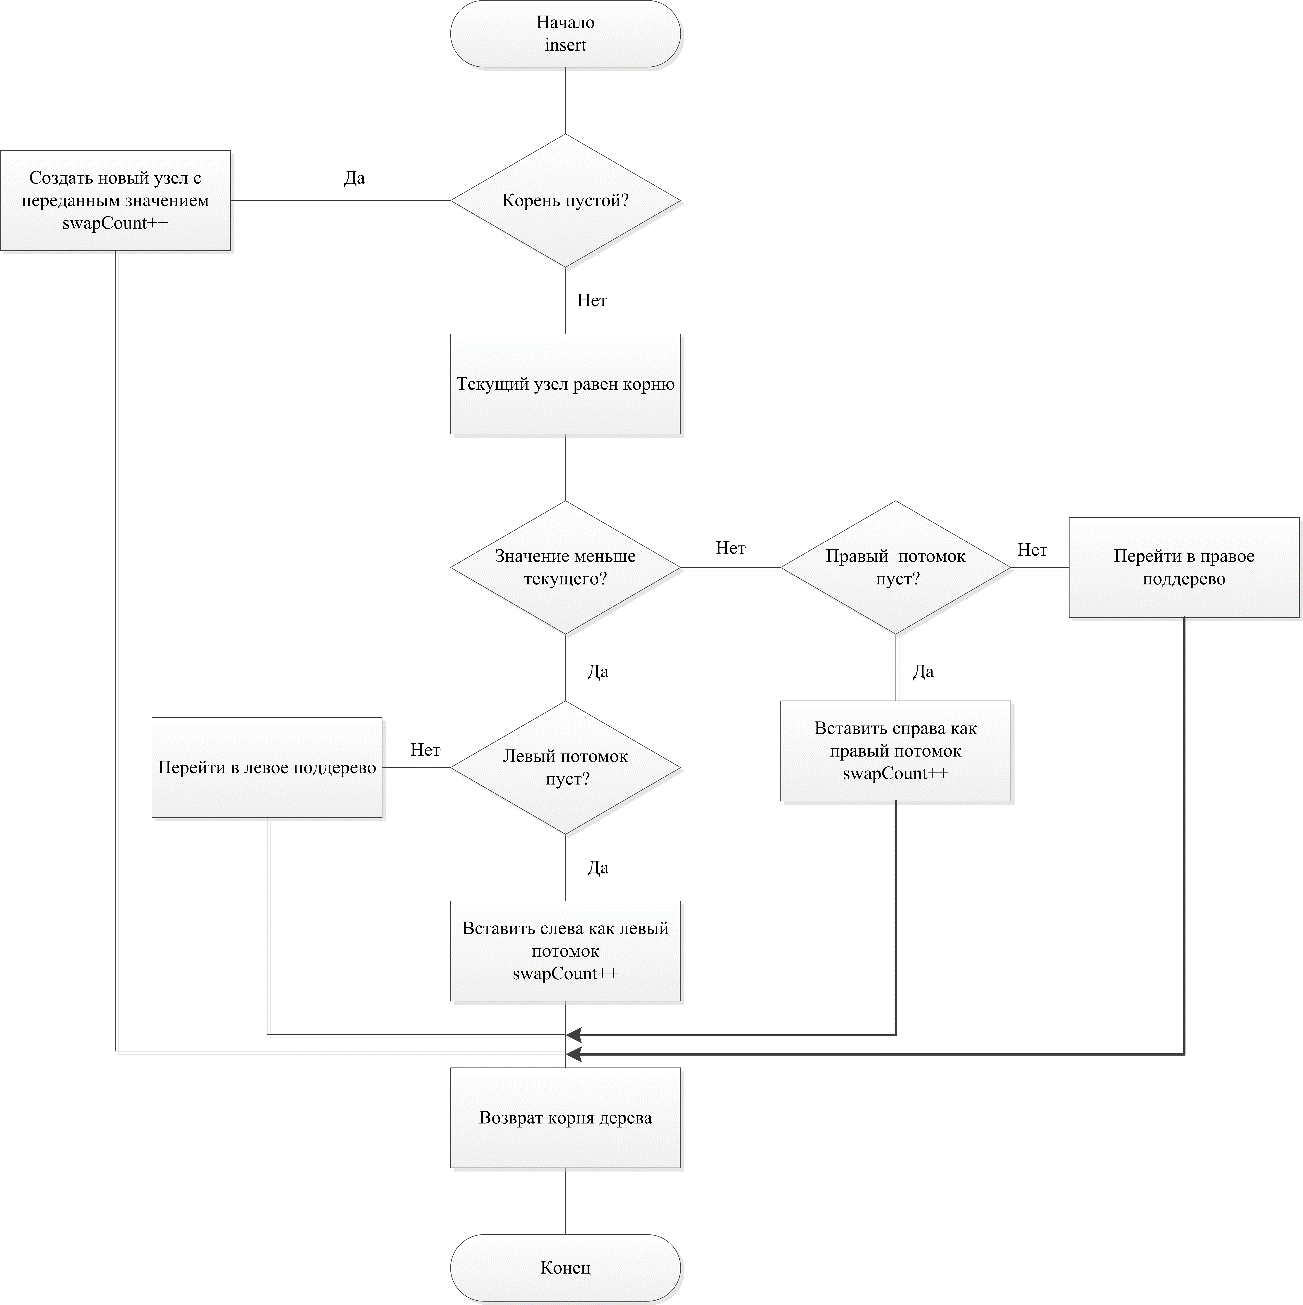 Начало
insert
Корень пустой?
Да
Создать новый узел с
переданным значением
swapCount++
Нет
Текущий узел равен корню
Значение меньше
текущего?
Нет
Правый потомок
пуст?
Нет
Перейти в правое
поддерево
Да
Да
Вставить справа как
правый потомок
swapCount++
Левый потомок
пуст?
Нет
Перейти в левое поддерево
Да
Вставить слева как левый
потомок
swapCount++
Возврат корня дерева
Конец